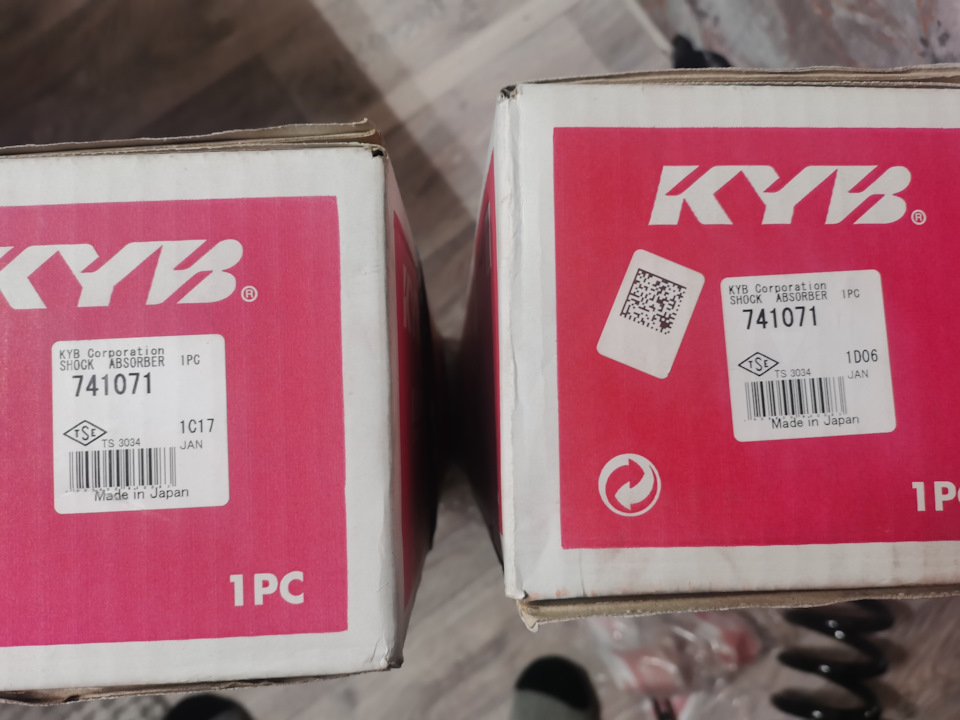 KYB®
KYB Corporation
SHOCK ABSORBER 1PC
741071
TSE
TS 3034
1C17
JAN
Made in Japan
1PC
KYB®
KYB Corporation
SHOCK ABSORBER 1PC
741071
TSE
TS 3034
1D06
JAN
Made in Japan